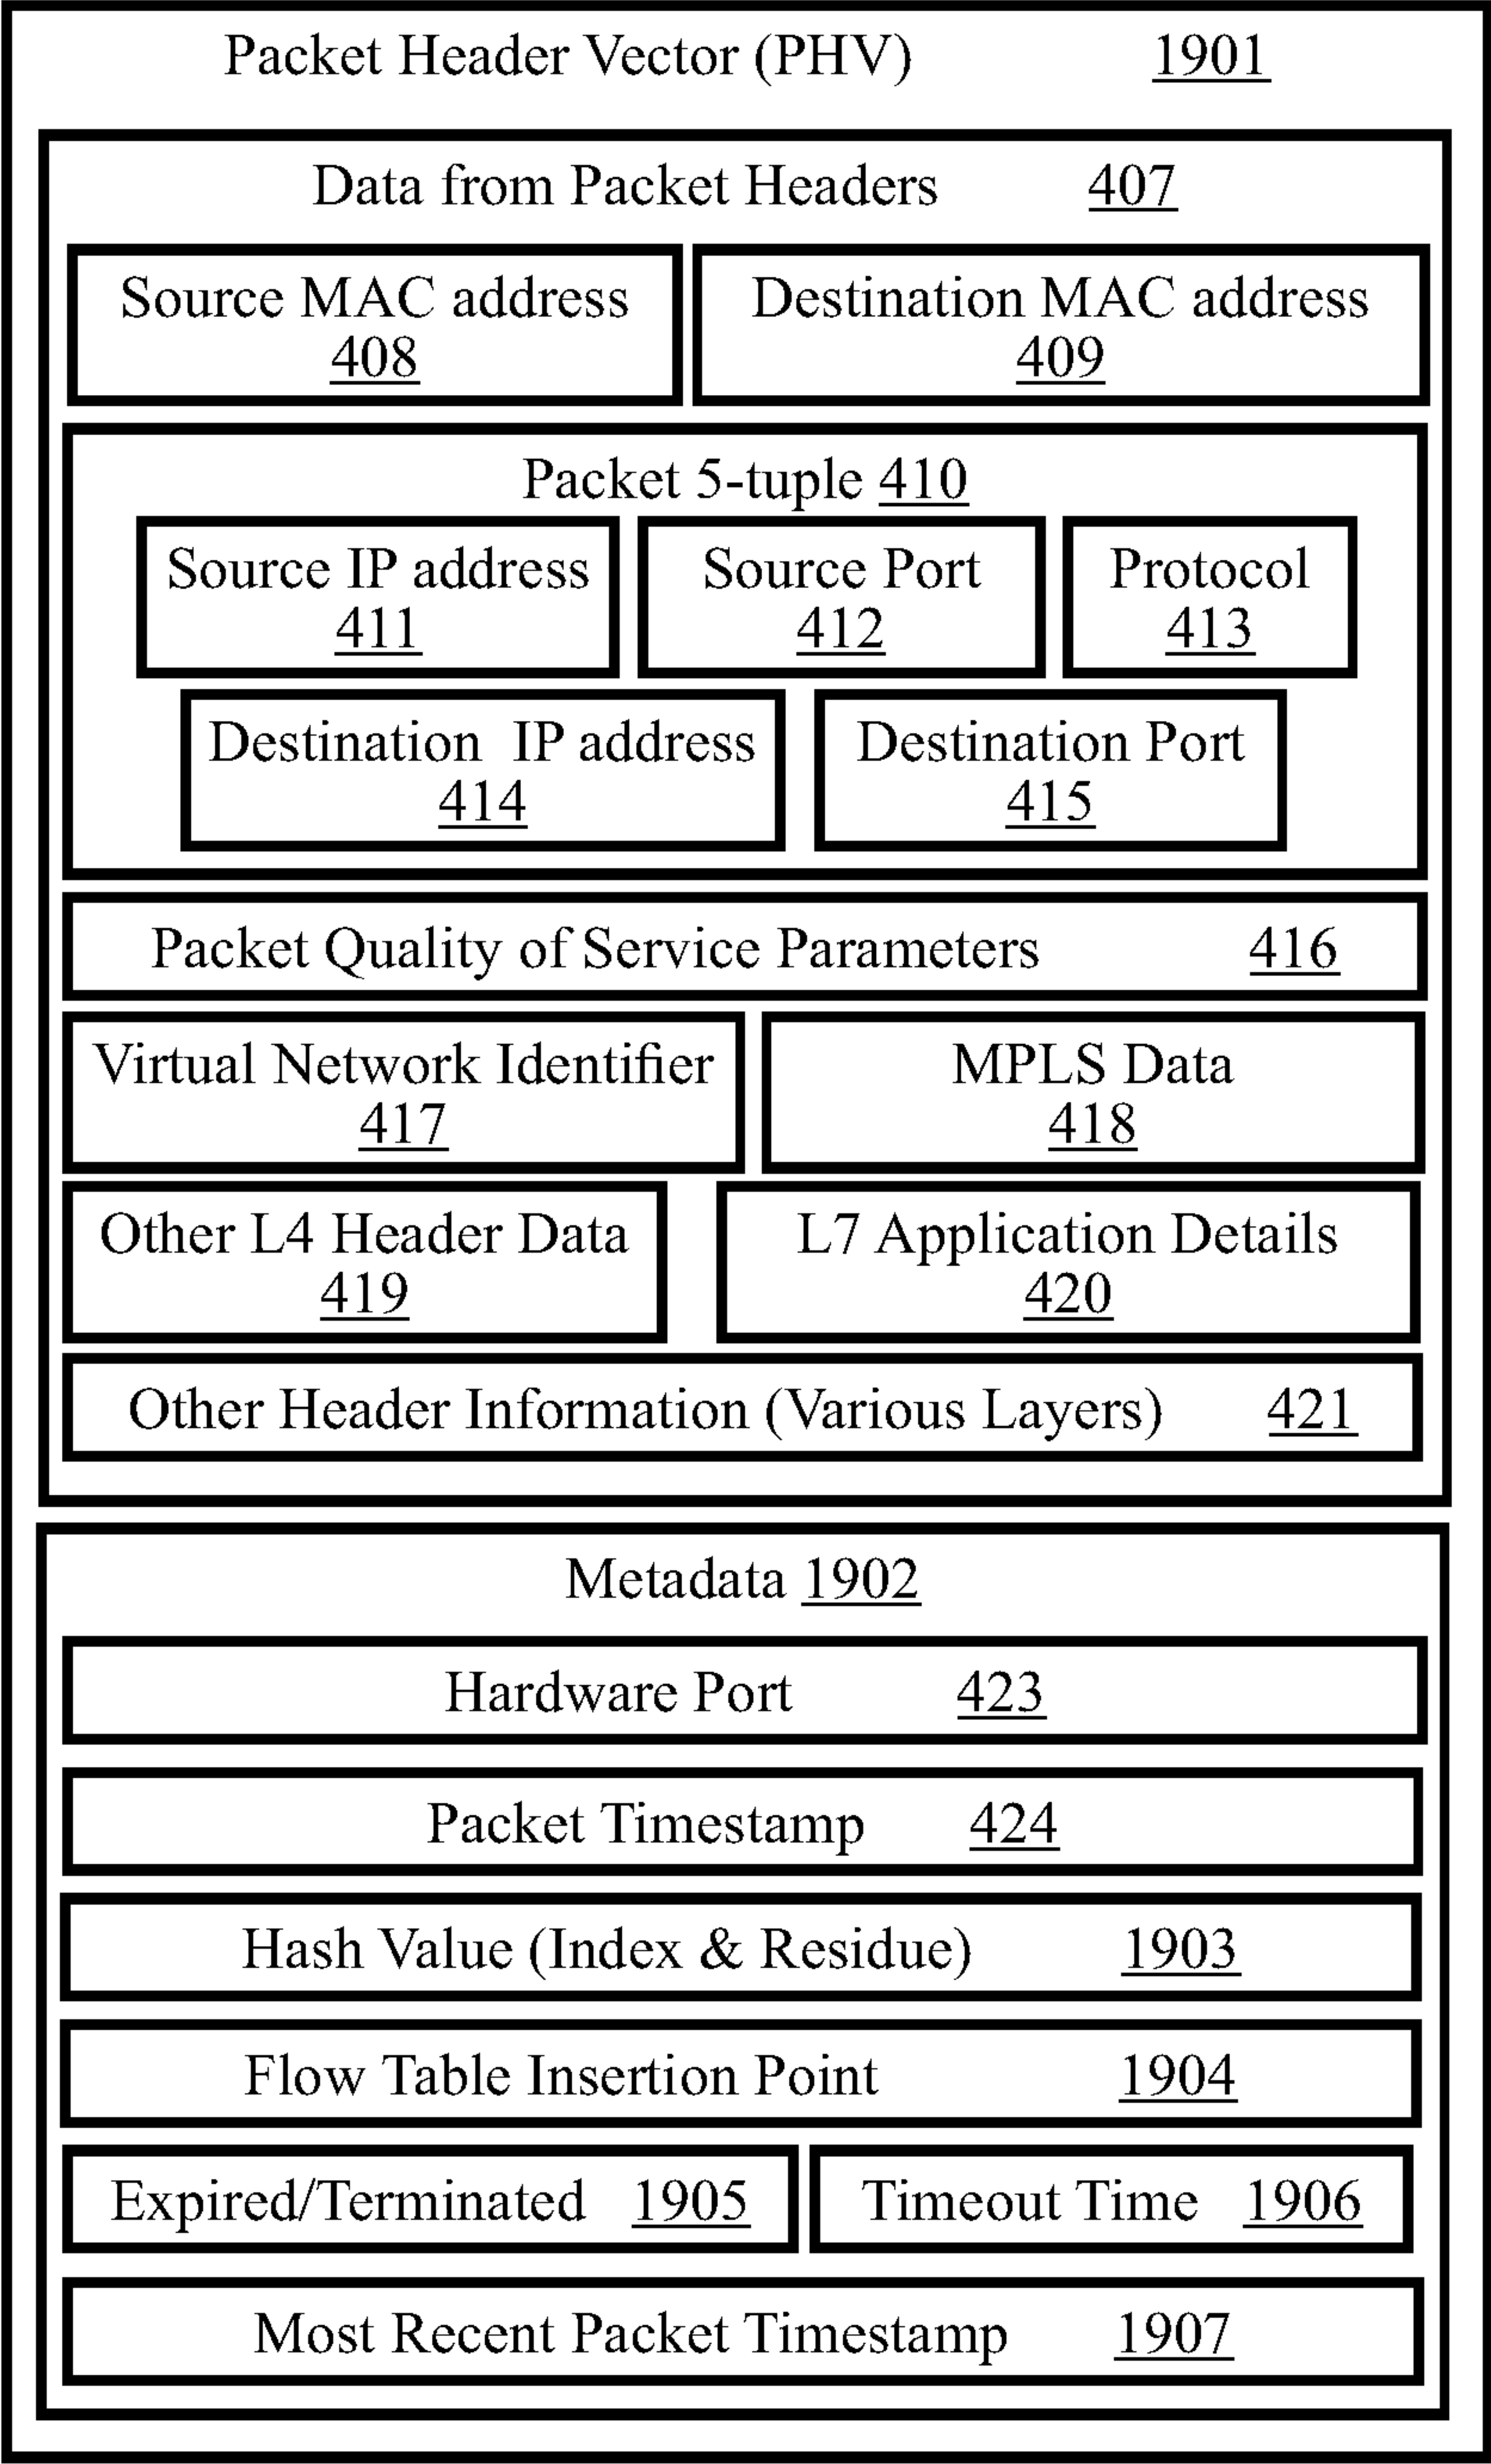 Packet Header Vector (PHV) 1901
Data from Packet Headers 407
Source MAC address
408
Destination MAC address
409
Packet 5-tuple 410
Source IP address
411
Source Port
412
Protocol
413
Destination IP address
414
Destination Port
415
Packet Quality of Service Parameters 416
Virtual Network Identifier
417
MPLS Data
418
Other L4 Header Data
419
L7 Application Details
420
Other Header Information (Various Layers) 421
Metadata 1902
Hardware Port 423
Packet Timestamp 424
Hash Value (Index & Residue) 1903
Flow Table Insertion Point 1904
Expired/Terminated 1905
Timeout Time 1906
Most Recent Packet Timestamp 1907